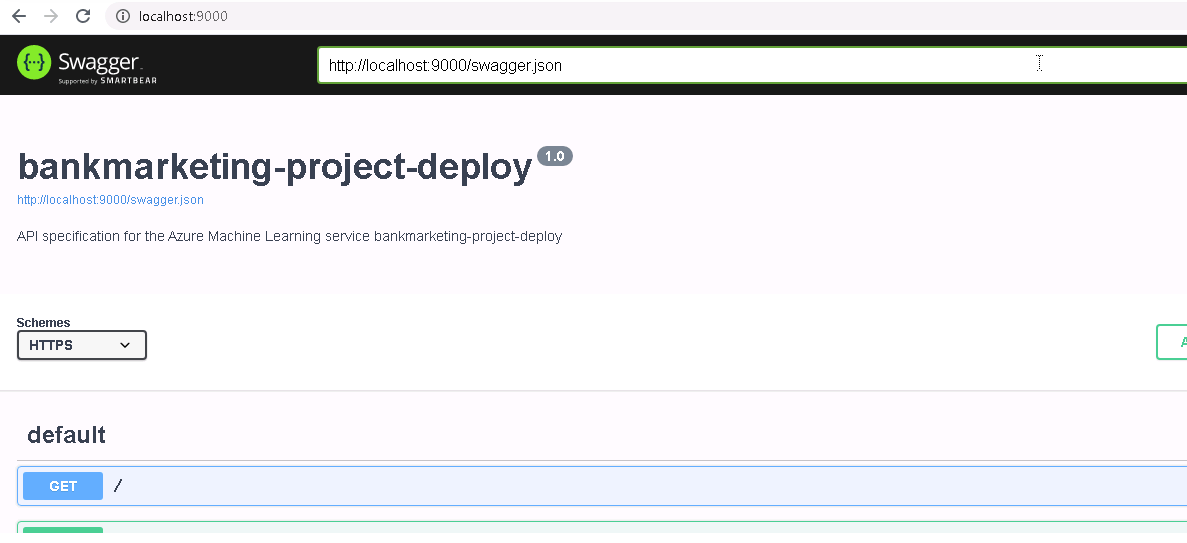 localhost:9000
Swagger.
Supported by SMARTBEAR
http://localhost:9000/swagger.json
bankmarketing-project-deploy 1.0
http://localhost:9000/swagger.json
API specification for the Azure Machine Learning service bankmarketing-project-deploy
Schemes
HTTPS
A
default
GET /